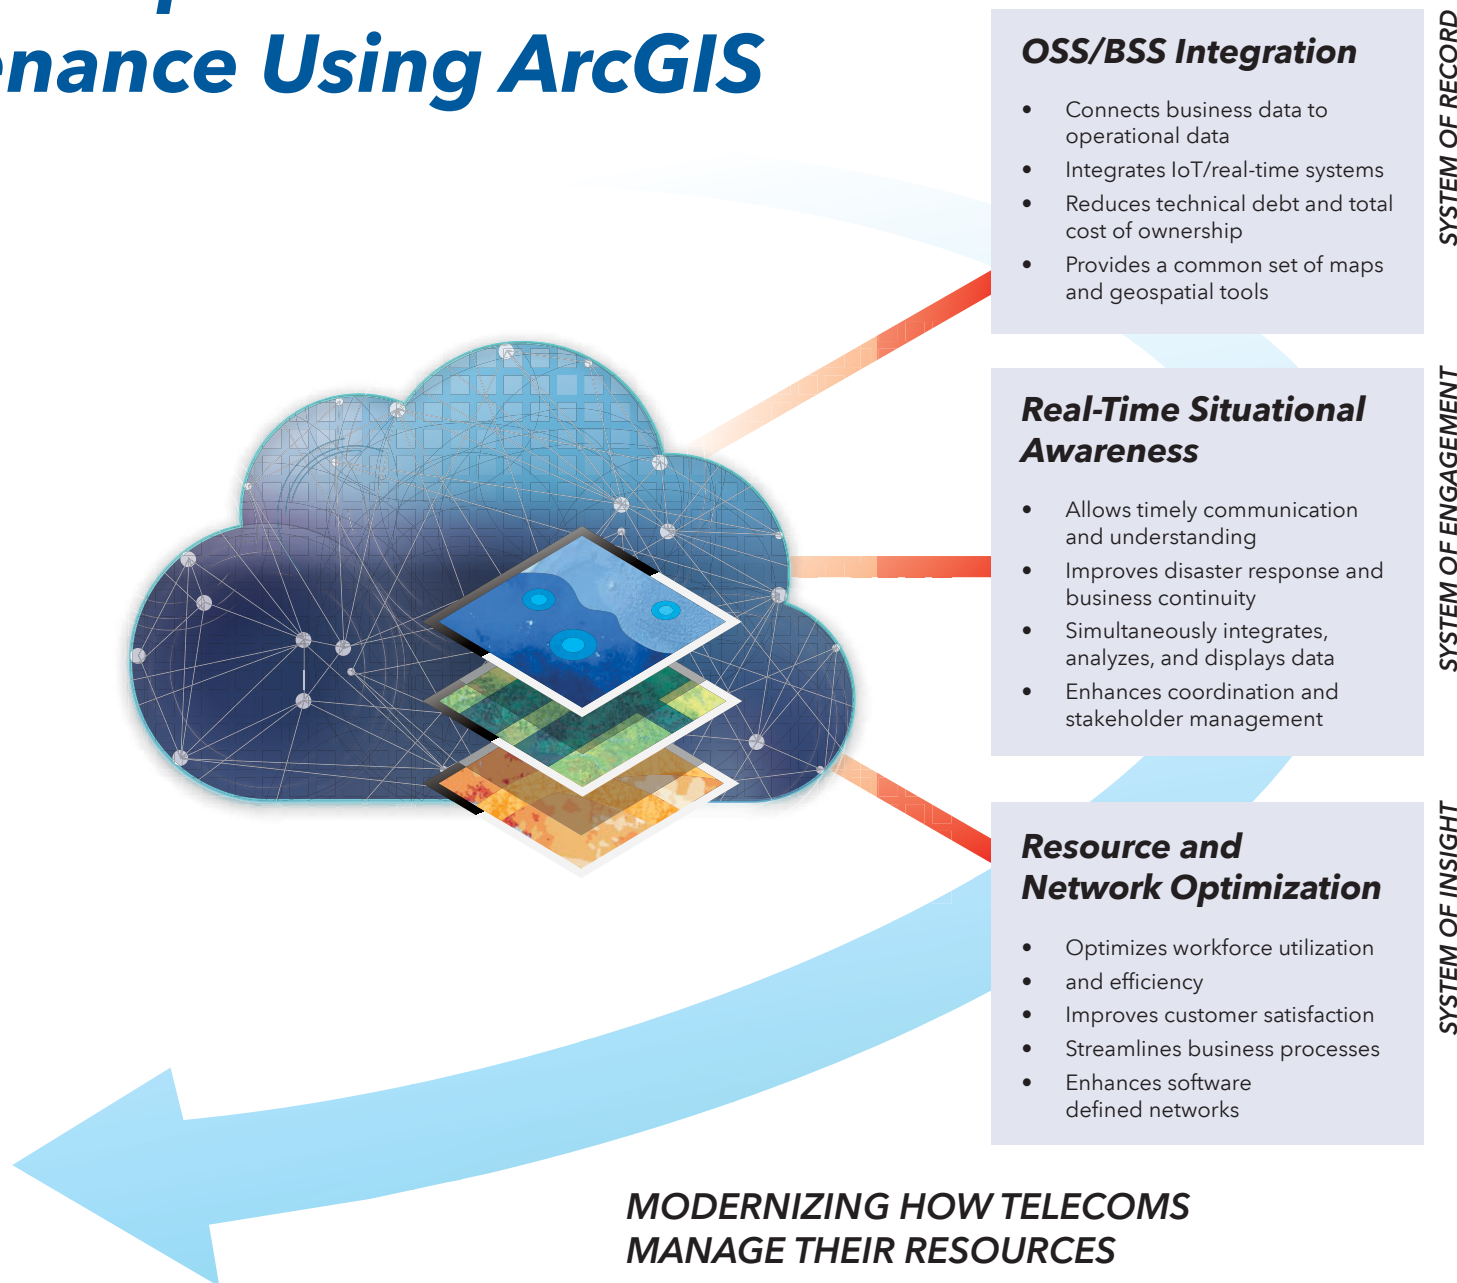 enance Using ArcGIS
OSS/BSS Integration
• Connects business data to
operational data
• Integrates IoT/real-time systems
• Reduces technical debt and total
cost of ownership
• Provides a common set of maps
and geospatial tools
SYSTEM OF RECORD
Real-Time Situational
Awareness
• Allows timely communication
and understanding
• Improves disaster response and
business continuity
• Simultaneously integrates,
analyzes, and displays data
• Enhances coordination and
stakeholder management
SYSTEM OF ENGAGEMENT
Resource and
Network Optimization
• Optimizes workforce utilization
• and efficiency
• Improves customer satisfaction
• Streamlines business processes
• Enhances software
defined networks
SYSTEM OF INSIGHT
MODERNIZING HOW TELECOMS
MANAGE THEIR RESOURCES